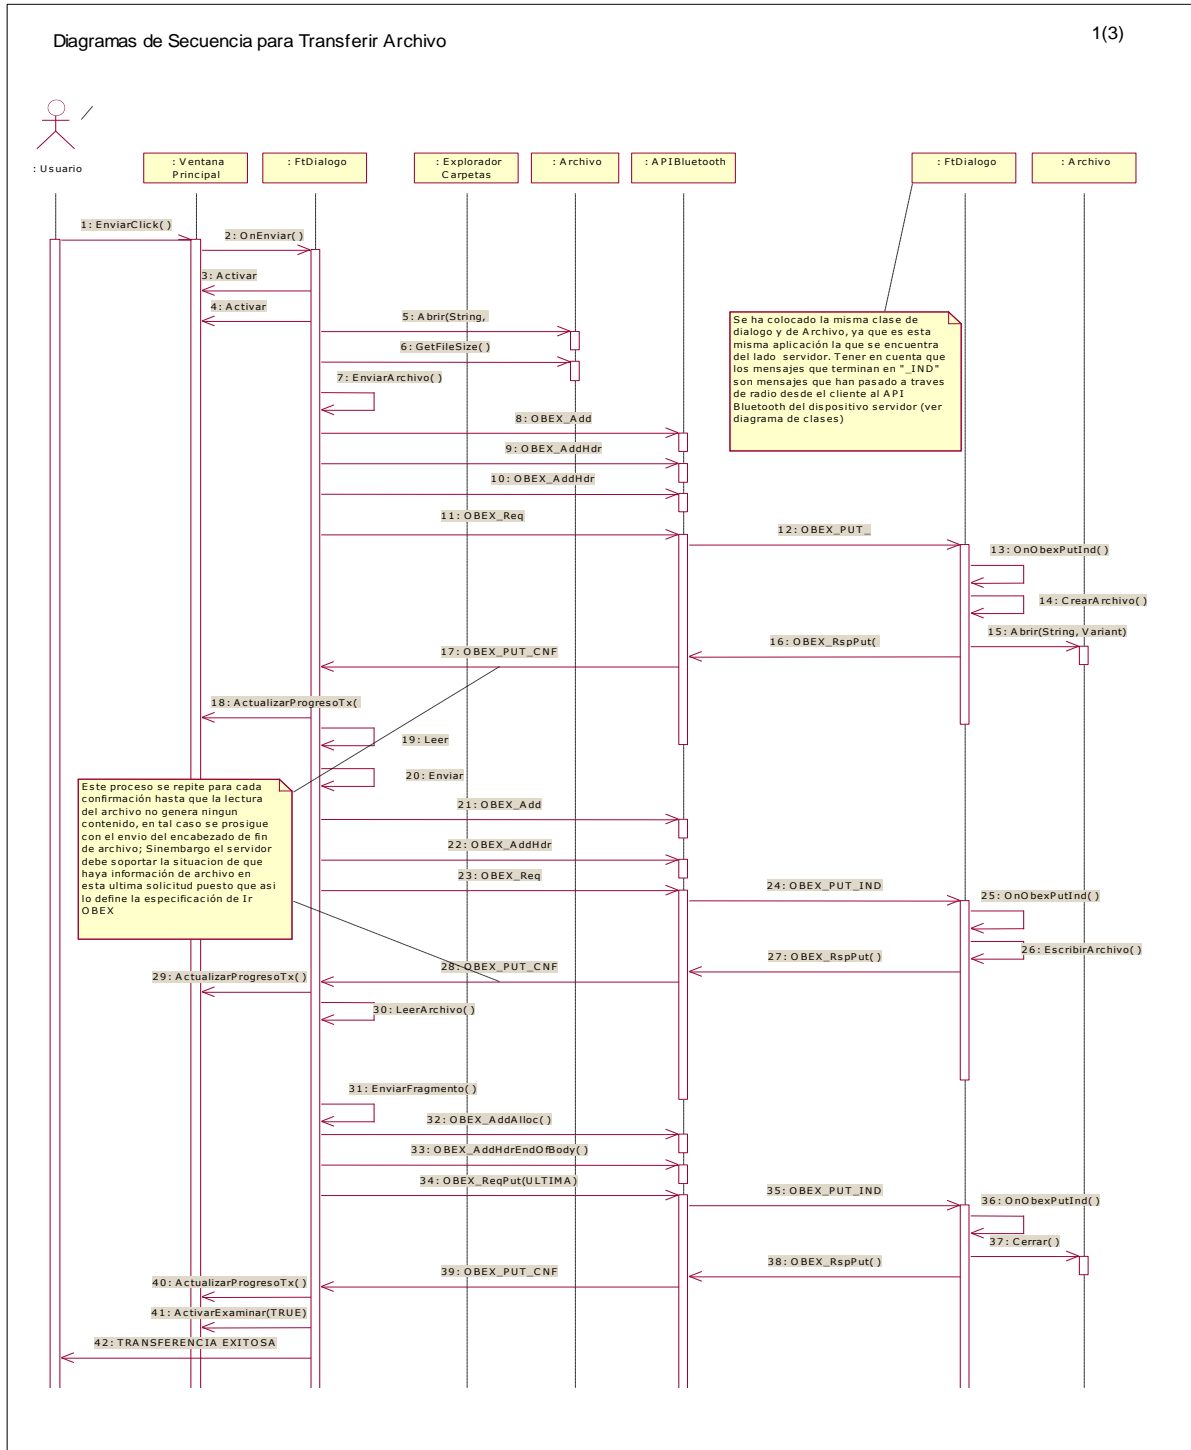 Diagramas de Secuencia para Transferir Archivo
1(3)
: Usuario
: Ventana
Principal
: FtDialogo
: Explorador
Carpetas
: Archivo
: APIBluetooth
: FtDialogo
: Archivo
1: EnviarClick( )
2: OnEnviar( )
3: Activar
4: Activar
5: Abrir(String,
6: GetFileSize( )
7: EnviarArchivo( )
Se ha colocado la misma clase de
dialogo y de Archivo, ya que es esta
misma aplicación la que se encuentra
del lado servidor. Tener en cuenta que
los mensajes que terminan en "_IND"
son mensajes que han pasado a traves
de radio desde el cliente al API
Bluetooth del dispositivo servidor (ver
diagrama de clases)
8: OBEX_Add
9: OBEX_AddHdr
10: OBEX_AddHdr
11: OBEX_Req
12: OBEX_PUT_
13: OnObexPutInd( )
14: CrearArchivo( )
15: Abrir(String, Variant)
16: OBEX_RspPut(
17: OBEX_PUT_CNF
18: ActualizarProgresoTx(
19: Leer
20: Enviar
Este proceso se repite para cada
confirmación hasta que la lectura
del archivo no genera ningun
contenido, en tal caso se prosigue
con el envio del encabezado de fin
de archivo; Sinembargo el servidor
debe soportar la situacion de que
haya información de archivo en
esta ultima solicitud puesto que asi
lo define la especificación de Ir
OBEX
21: OBEX_Add
22: OBEX_AddHdr
23: OBEX_Req
24: OBEX_PUT_IND
25: OnObexPutInd( )
26: EscribirArchivo( )
27: OBEX_RspPut( )
28: OBEX_PUT_CNF
29: ActualizarProgresoTx( )
30: LeerArchivo( )
31: EnviarFragmento( )
32: OBEX_AddAlloc( )
33: OBEX_AddHdrEndOfBody( )
34: OBEX_ReqPut(ULTIMA)
35: OBEX_PUT_IND
36: OnObexPutInd( )
37: Cerrar( )
38: OBEX_RspPut( )
39: OBEX_PUT_CNF
40: ActualizarProgresoTx( )
41: ActivarExaminar(TRUE)
42: TRANSFERENCIA EXITOSA